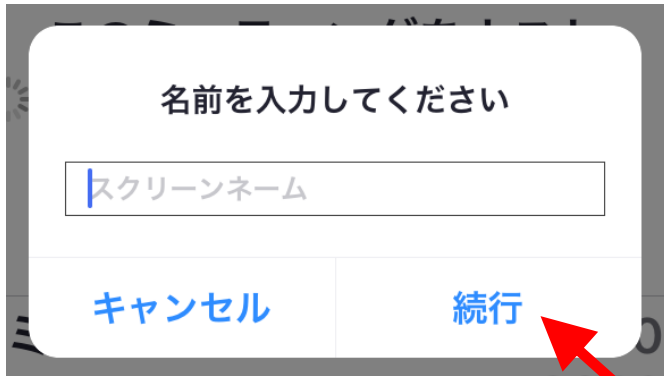 名前を入力してください
スクリーンネーム
キャンセル
続行